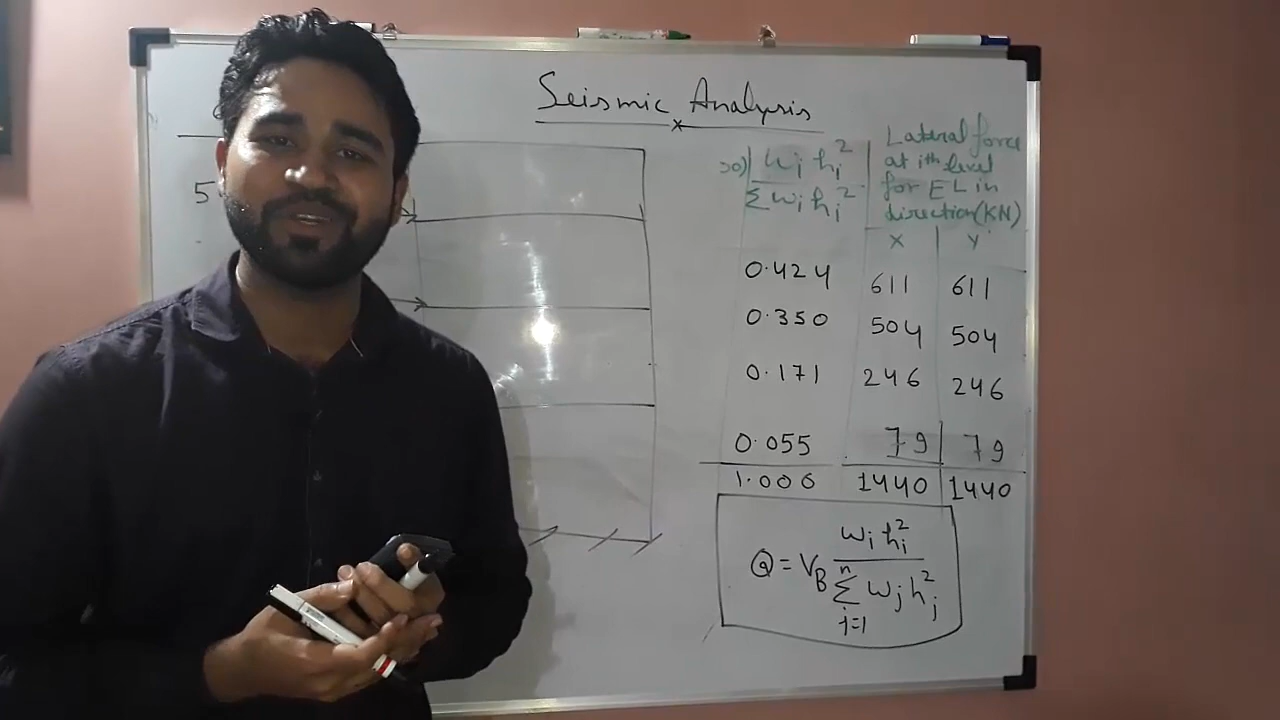 Seismic Analysis
5
wi hi²
Σ wi hi²
Lateral force
at ith level
for EL in
direction(KN)
X Y
0.424 611 611
0.350 504 504
0.171 246 246
0.055 79 79
1.000 1440 1440
wi hi²
Q = VB
n
Σ wj hj²
j=1